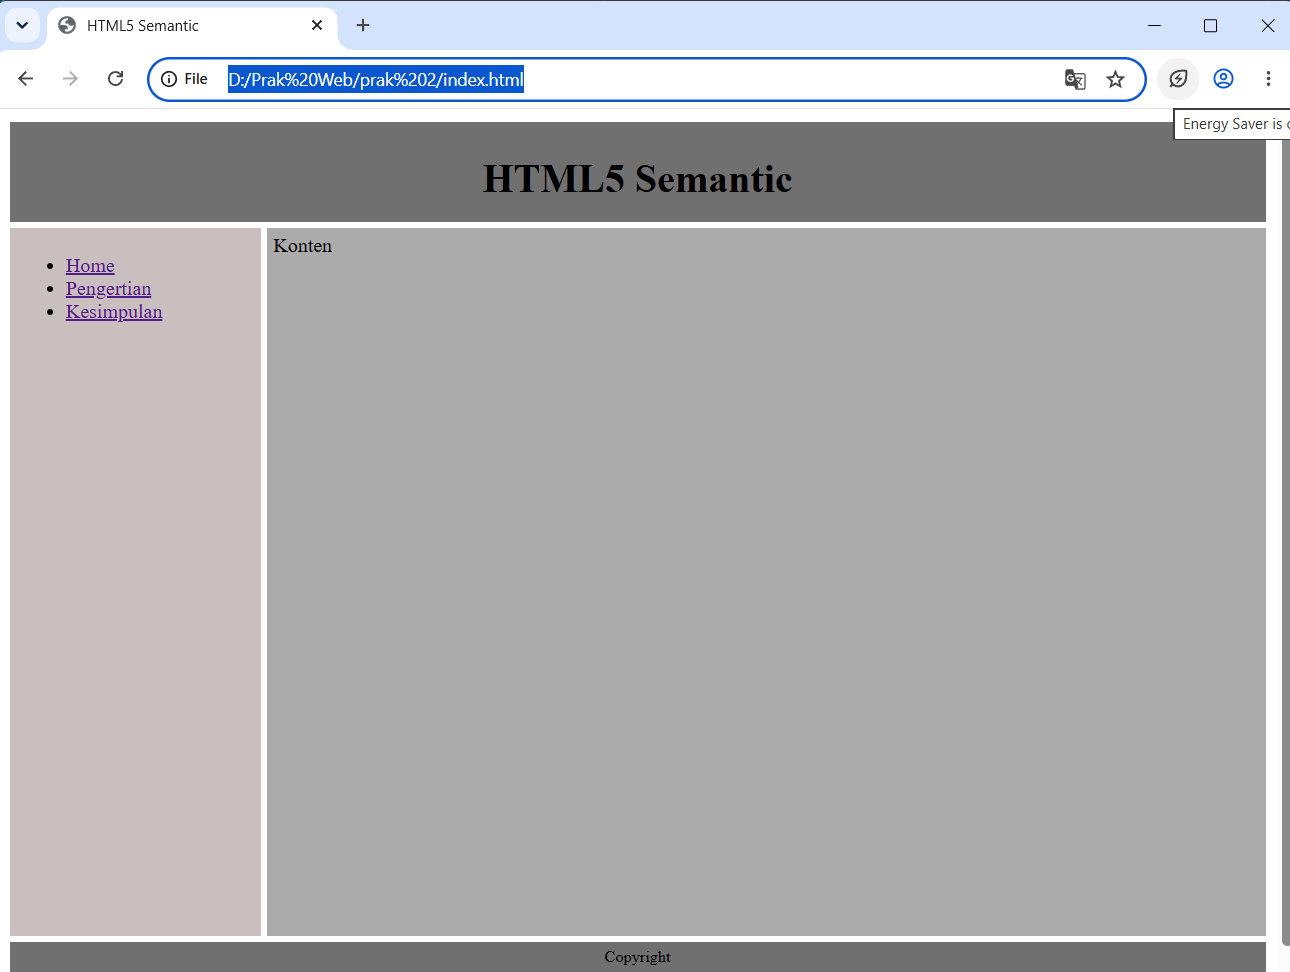 HTML5 Semantic
File D:/Prak%20Web/prak%202/index.html
Energy Saver is
HTML5 Semantic
Home
Pengertian
Kesimpulan
Konten
Copyright